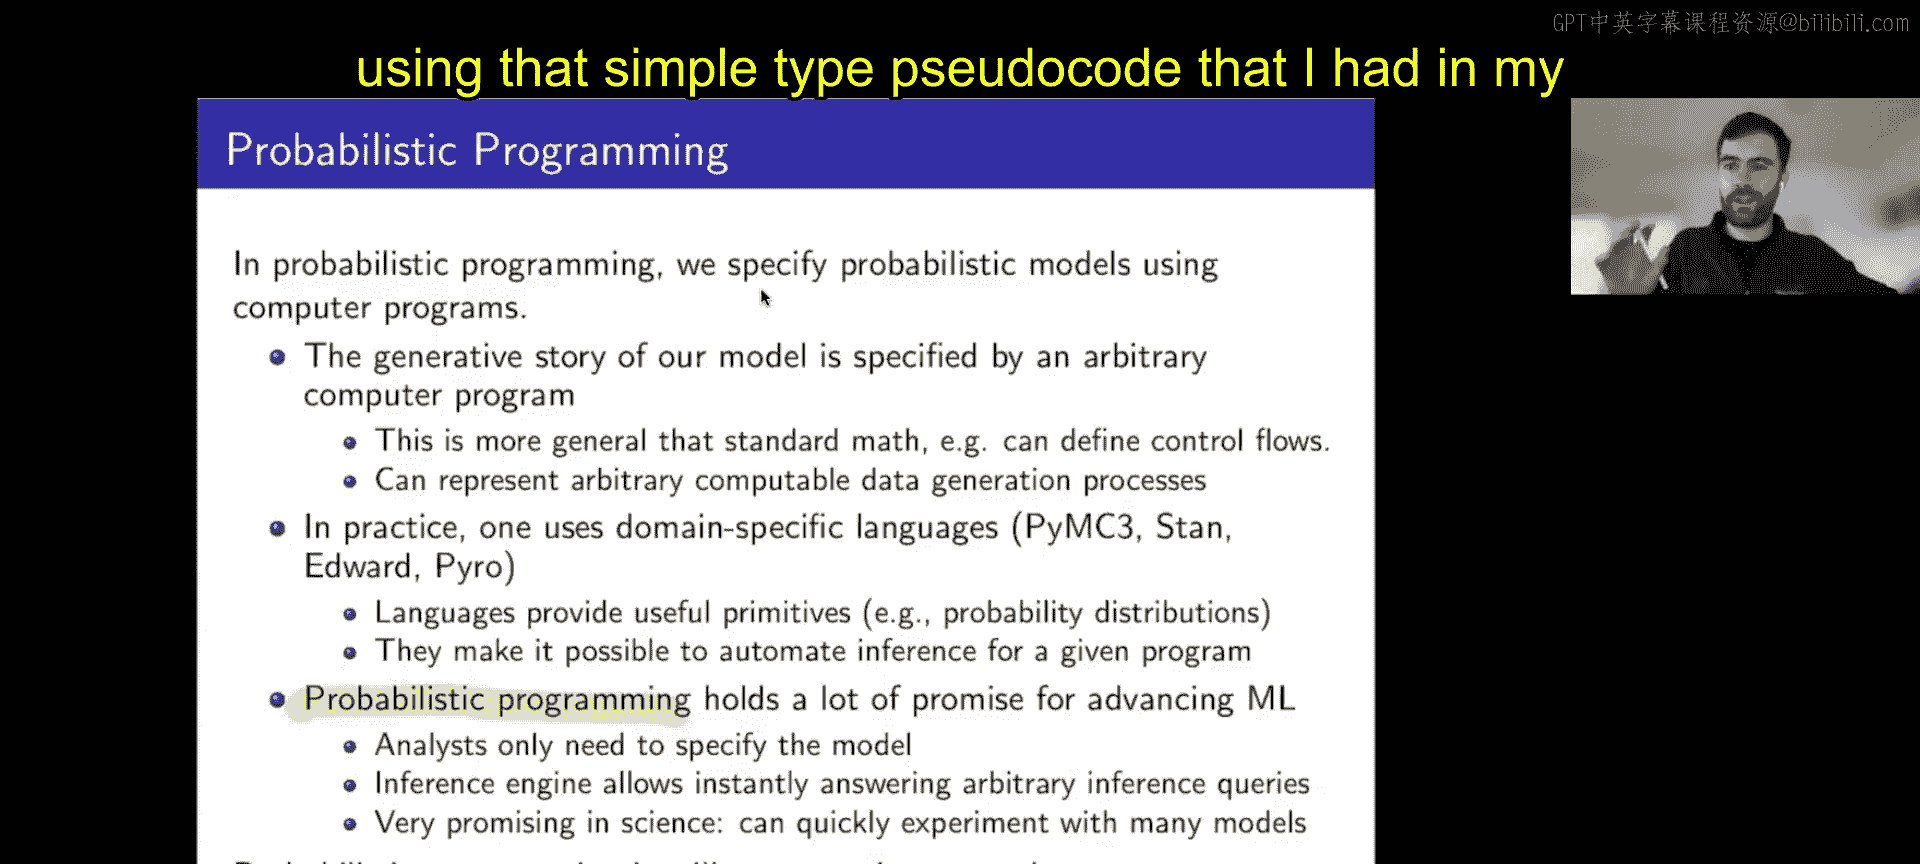 GPT中英字幕课程资源@bilibili.com
using that simple type pseudocode that I had in my
Probabilistic Programming
In probabilistic programming, we specify probabilistic models using
computer programs.
The generative story of our model is specified by an arbitrary
computer program
This is more general that standard math, e.g. can define control flows.
Can represent arbitrary computable data generation processes
In practice, one uses domain-specific languages (PyMC3, Stan,
Edward, Pyro)
Languages provide useful primitives (e.g., probability distributions)
They make it possible to automate inference for a given program
Probabilistic programming holds a lot of promise for advancing ML
Analysts only need to specify the model
Inference engine allows instantly answering arbitrary inference queries
Very promising in science: can quickly experiment with many models